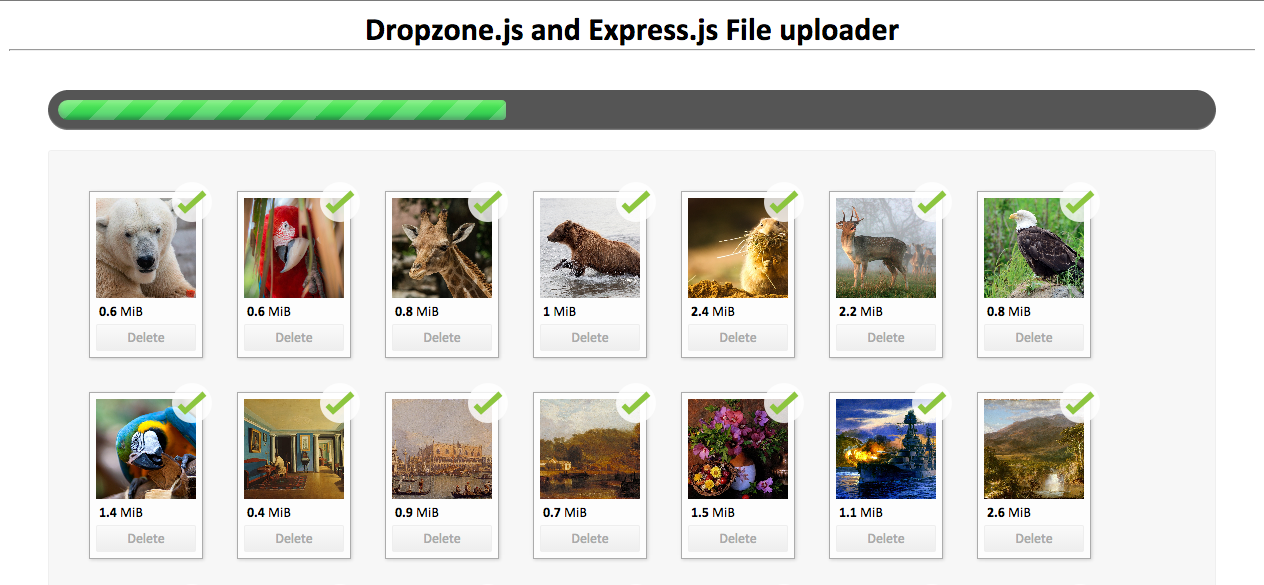 Dropzone.js and Express.js File uploader
0.6 MiB
0.6 MiB
0.8 MiB
1 MiB
2.4 MiB
2.2 MiB
0.8 MiB
Delete
Delete
Delete
Delete
Delete
Delete
Delete
1.4 MiB
0.4 MiB
0.9 MiB
0.7 MiB
1.5 MiB
1.1 MiB
2.6 MiB
Delete
Delete
Delete
Delete
Delete
Delete
Delete